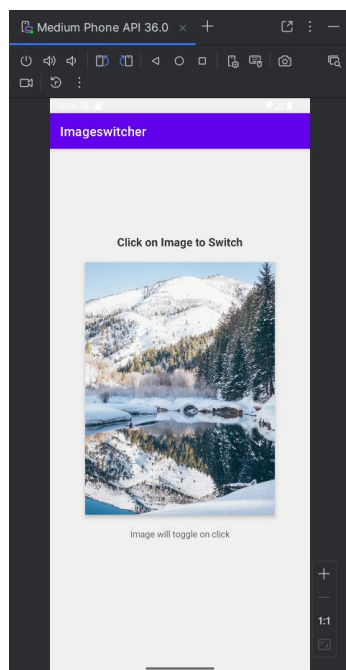 Medium Phone API 36.0
Imageswitcher
Click on Image to Switch
Image will toggle on click
1:1